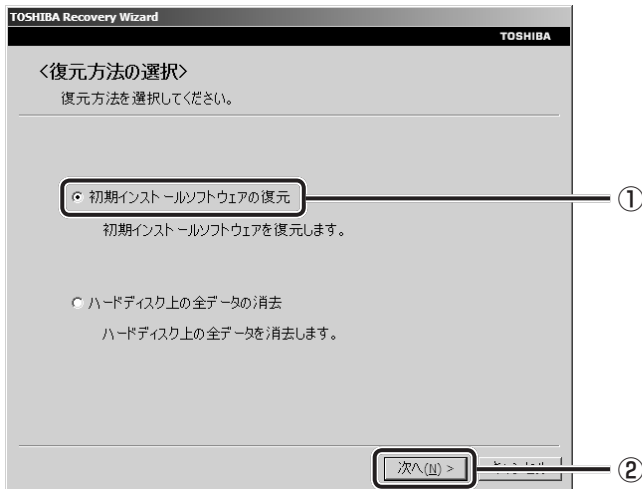 TOSHIBA Recovery Wizard
TOSHIBA
<復元方法の選択>
復元方法を選択してください。
初期インストールソフトウェアの復元
①
初期インストールソフトウェアを復元します。
ハードディスク上の全データの消去
ハードディスク上の全データを消去します。
次へ(N) >
②